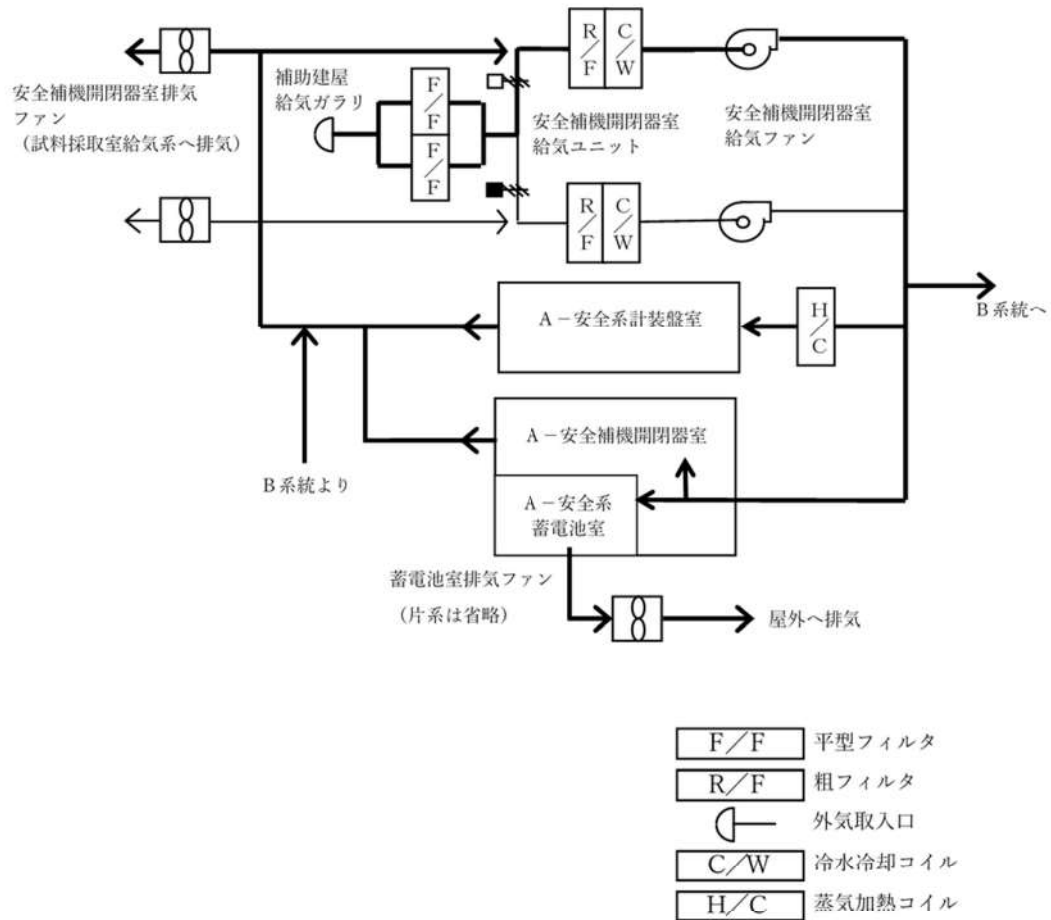 安全補機開閉器室排気
ファン
（試料採取室給気系へ排気）
補助建屋
給気ガラリ
F／F
F／F
R／F
C／W
安全補機開閉器室
給気ユニット
安全補機開閉器室
給気ファン
R／F
C／W
B系統へ
H／C
A－安全系計装盤室
A－安全補機開閉器室
B系統より
A－安全系
蓄電池室
蓄電池室排気ファン
（片系は省略）
屋外へ排気
F／F 平型フィルタ
R／F 粗フィルタ
外気取入口
C／W 冷水冷却コイル
H／C 蒸気加熱コイル